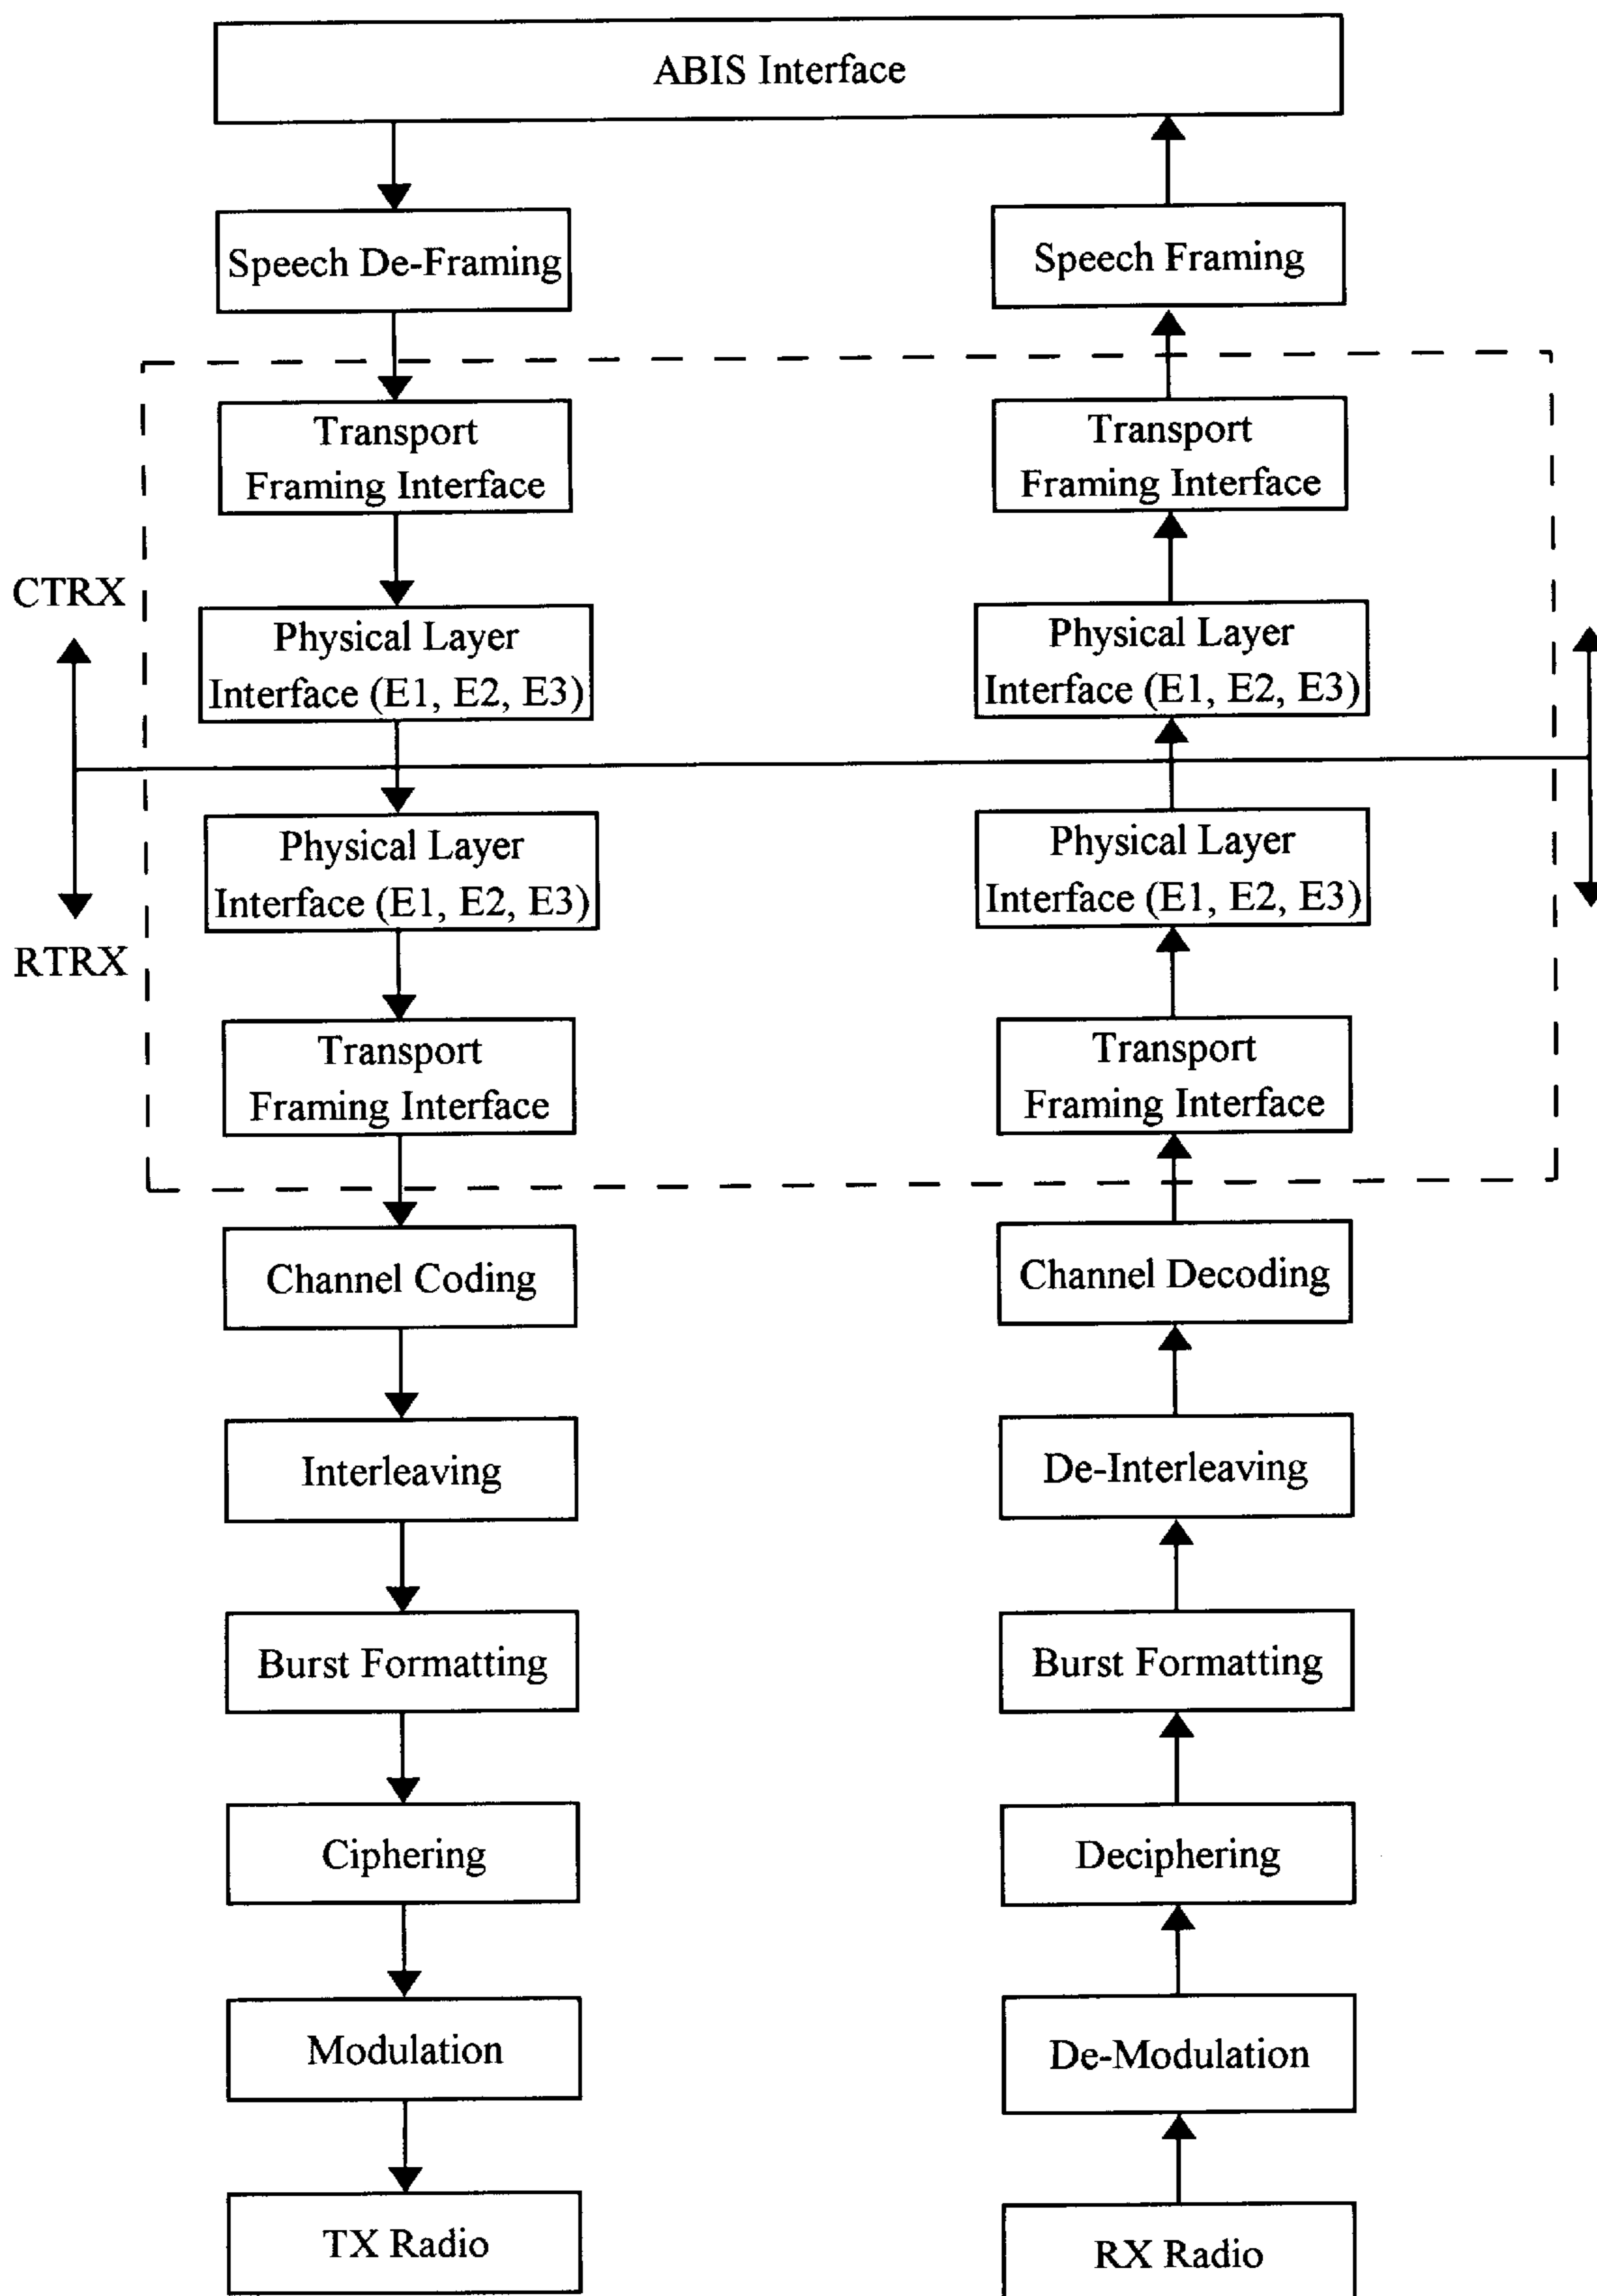 ABIS Interface
Speech De-Framing
Speech Framing
Transport
Framing Interface
Transport
Framing Interface
CTRX
Physical Layer
Interface (E1, E2, E3)
Physical Layer
Interface (E1, E2, E3)
Physical Layer
Interface (E1, E2, E3)
Physical Layer
Interface (E1, E2, E3)
RTRX
Transport
Framing Interface
Transport
Framing Interface
Channel Coding
Channel Decoding
Interleaving
De-Interleaving
Burst Formatting
Burst Formatting
Ciphering
Deciphering
Modulation
De-Modulation
TX Radio
RX Radio